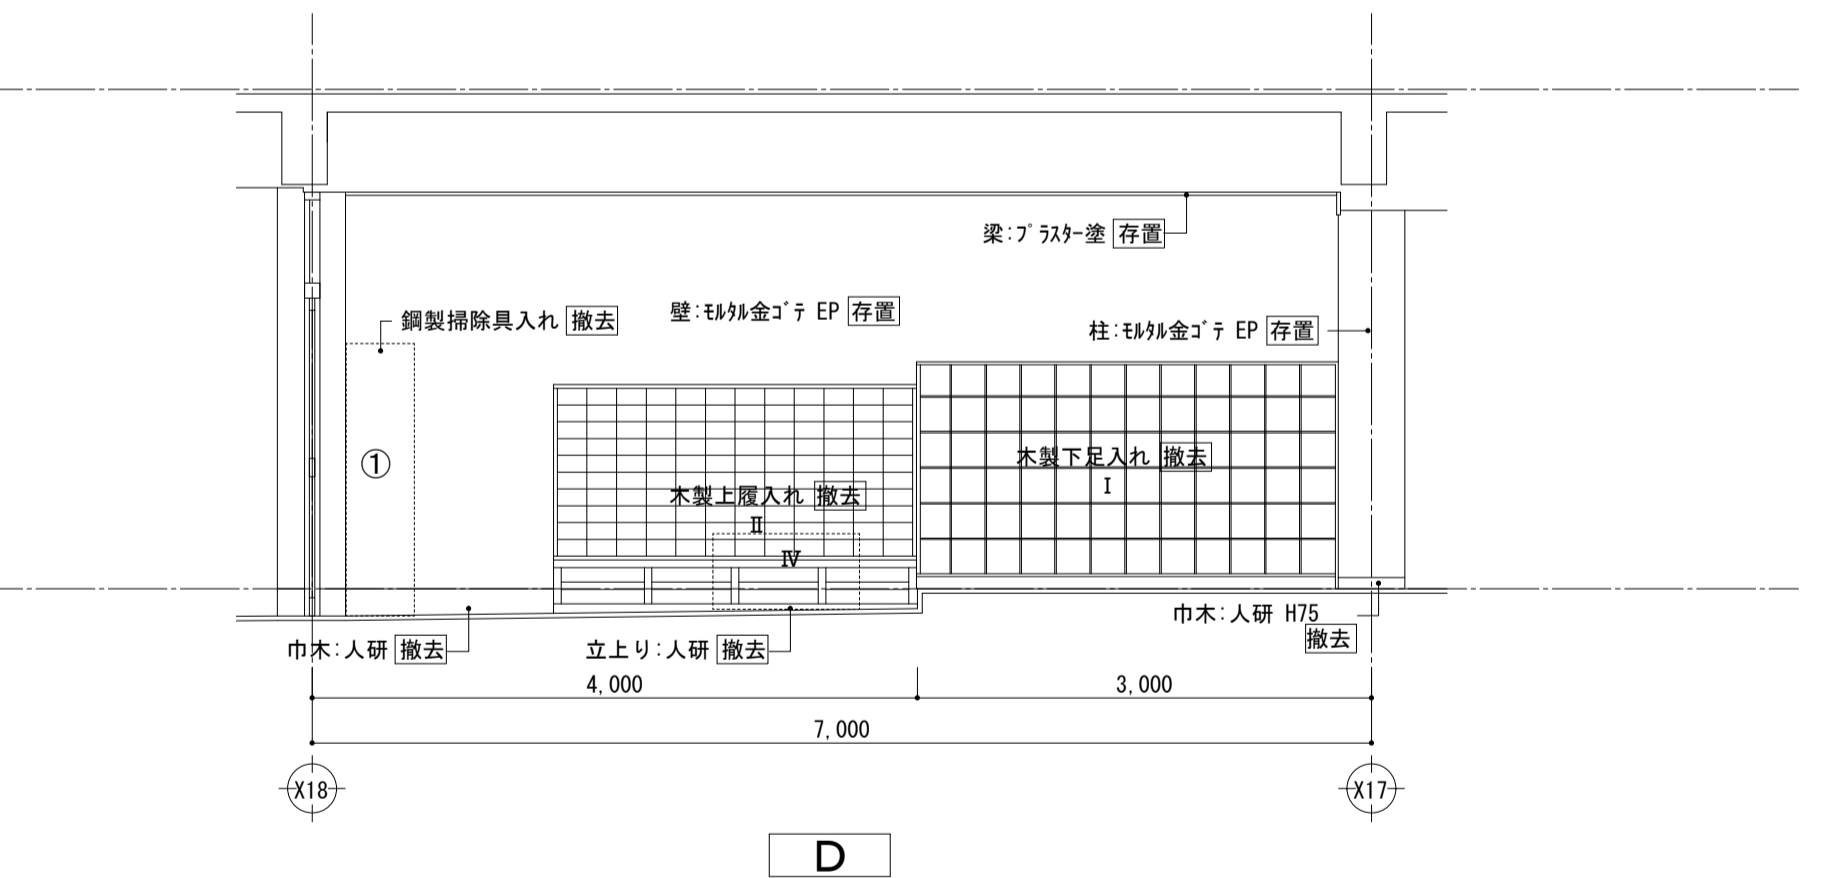 梁:プラスター塗 存置
鋼製掃除具入れ 撤去
壁:モルタル金ゴテ EP 存置
柱:モルタル金ゴテ EP 存置
①
木製下足入れ 撤去
Ⅰ
木製上履入れ 撤去
Ⅱ
Ⅳ
巾木:人研 H75
撤去
巾木:人研 撤去
立上り:人研 撤去
4,000
3,000
7,000
X18
X17
D